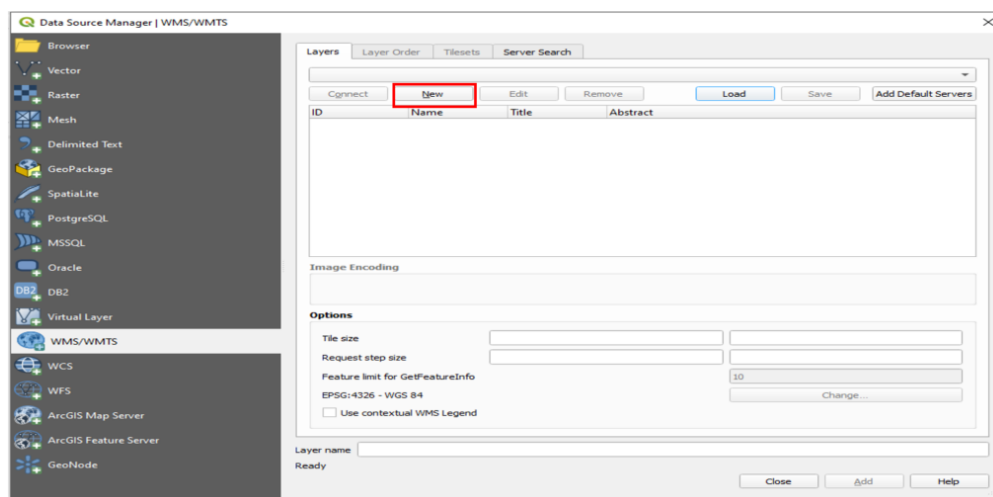 Data Source Manager | WMS/WMTS
Browser
Vector
Raster
Mesh
Delimited Text
GeoPackage
SpatiaLite
PostgreSQL
MSSQL
Oracle
DB2 DB2
Virtual Layer
WMS/WMTS
WCS
WFS
ArcGIS Map Server
ArcGIS Feature Server
GeoNode
Layers Layer Order Tilesets Server Search
Connect New Edit Remove Load Save Add Default Servers
ID Name Title Abstract
Image Encoding
Options
Tile size
Request step size
Feature limit for GetFeatureInfo 10
EPSG:4326 - WGS 84 Change...
Use contextual WMS Legend
Layer name
Ready
Close Add Help